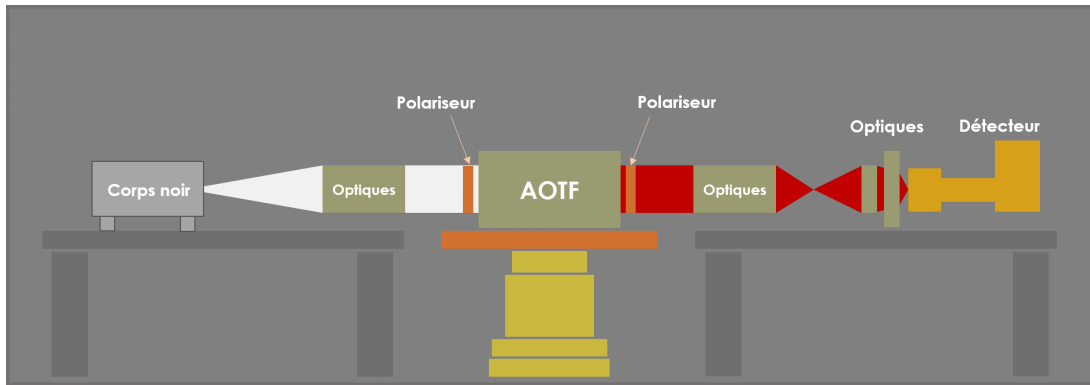 Polariseur
Polariseur
Optiques
Détecteur
Corps noir
Optiques
AOTF
Optiques